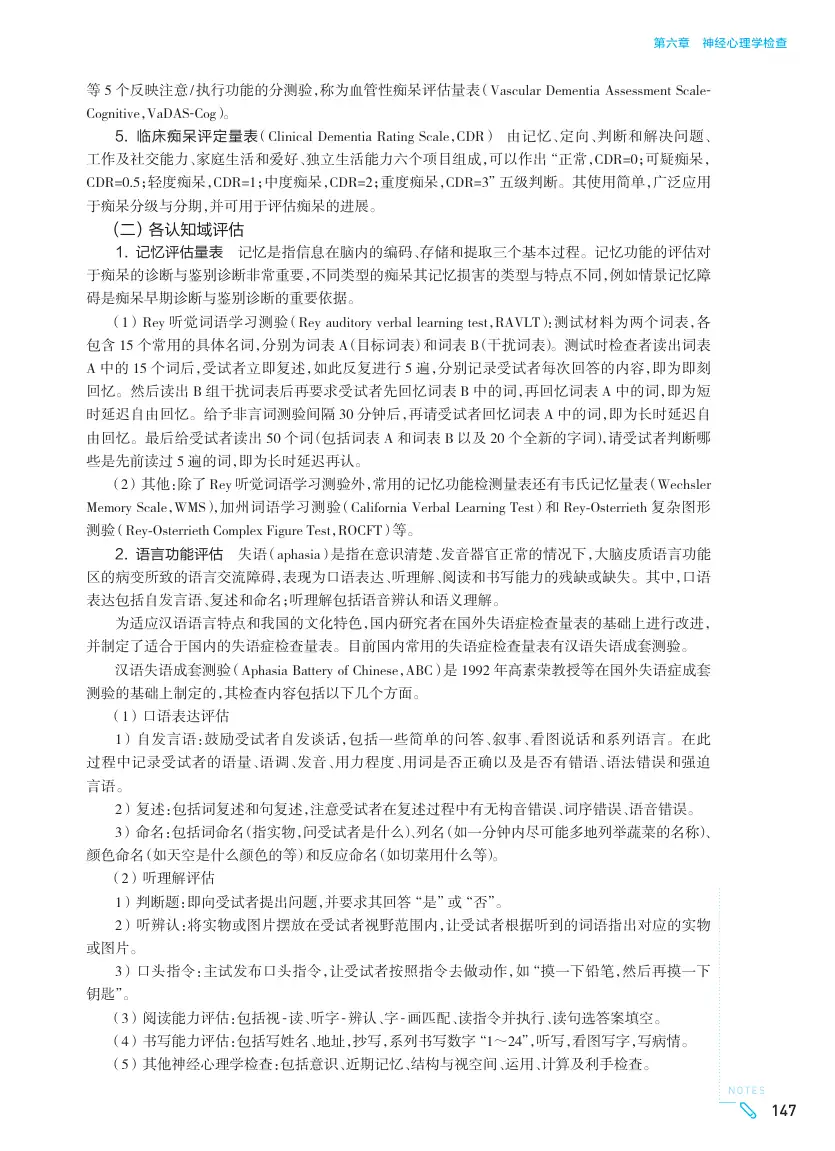 第六章 神经心理学检查
等 5 个反映注意/执行功能的分测验,称为血管性痴呆评估量表(Vascular Dementia Assessment Scale-
Cognitive,VaDAS-Cog)。
5. 临床痴呆评定量表(Clinical Dementia Rating Scale,CDR) 由记忆、定向、判断和解决问题、
工作及社交能力、家庭生活和爱好、独立生活能力六个项目组成,可以作出“正常,CDR=0;可疑痴呆,
CDR=0.5;轻度痴呆,CDR=1;中度痴呆,CDR=2;重度痴呆,CDR=3”五级判断。其使用简单,广泛应用
于痴呆分级与分期,并可用于评估痴呆的进展。
(二)各认知域评估
1. 记忆评估量表 记忆是指信息在脑内的编码、存储和提取三个基本过程。记忆功能的评估对
于痴呆的诊断与鉴别诊断非常重要,不同类型的痴呆其记忆损害的类型与特点不同,例如情景记忆障
碍是痴呆早期诊断与鉴别诊断的重要依据。
(1)Rey 听觉词语学习测验(Rey auditory verbal learning test,RAVLT):测试材料为两个词表,各
包含 15 个常用的具体名词,分别为词表 A(目标词表)和词表 B(干扰词表)。测试时检查者读出词表
A 中的 15 个词后,受试者立即复述,如此反复进行 5 遍,分别记录受试者每次回答的内容,即为即刻
回忆。然后读出 B 组干扰词表后再要求受试者先回忆词表 B 中的词,再回忆词表 A 中的词,即为短
时延迟自由回忆。给予非言词测验间隔 30 分钟后,再请受试者回忆词表 A 中的词,即为长时延迟自
由回忆。最后给受试者读出 50 个词(包括词表 A 和词表 B 以及 20 个全新的字词),请受试者判断哪
些是先前读过 5 遍的词,即为长时延迟再认。
(2)其他:除了 Rey 听觉词语学习测验外,常用的记忆功能检测量表还有韦氏记忆量表(Wechsler
Memory Scale,WMS),加州词语学习测验(California Verbal Learning Test)和 Rey-Osterrieth 复杂图形
测验(Rey-Osterrieth Complex Figure Test,ROCFT)等。
2. 语言功能评估 失语(aphasia)是指在意识清楚、发音器官正常的情况下,大脑皮质语言功能
区的病变所致的语言交流障碍,表现为口语表达、听理解、阅读和书写能力的残缺或缺失。其中,口语
表达包括自发言语、复述和命名;听理解包括语音辨认和语义理解。
为适应汉语语言特点和我国的文化特色,国内研究者在国外失语症检查量表的基础上进行改进,
并制定了适合于国内的失语症检查量表。目前国内常用的失语症检查量表有汉语失语成套测验。
汉语失语成套测验(Aphasia Battery of Chinese,ABC)是 1992 年高素荣教授等在国外失语症成套
测验的基础上制定的,其检查内容包括以下几个方面。
(1)口语表达评估
1)自发言语:鼓励受试者自发谈话,包括一些简单的问答、叙事、看图说话和系列语言。在此
过程中记录受试者的语量、语调、发音、用力程度、用词是否正确以及是否有错语、语法错误和强迫
言语。
2)复述:包括词复述和句复述,注意受试者在复述过程中有无构音错误、词序错误、语音错误。
3)命名:包括词命名(指实物,问受试者是什么)、列名(如一分钟内尽可能多地列举蔬菜的名称)、
颜色命名(如天空是什么颜色的等)和反应命名(如切菜用什么等)。
(2)听理解评估
1)判断题:即向受试者提出问题,并要求其回答“是”或“否”。
2)听辨认:将实物或图片摆放在受试者视野范围内,让受试者根据听到的词语指出对应的实物
或图片。
3)口头指令:主试发布口头指令,让受试者按照指令去做动作,如“摸一下铅笔,然后再摸一下
钥匙”。
(3)阅读能力评估:包括视-读、听字-辨认、字-画匹配、读指令并执行、读句选答案填空。
(4)书写能力评估:包括写姓名、地址,抄写,系列书写数字“1~24”,听写,看图写字,写病情。
(5)其他神经心理学检查:包括意识、近期记忆、结构与视空间、运用、计算及利手检查。
NOTES
147